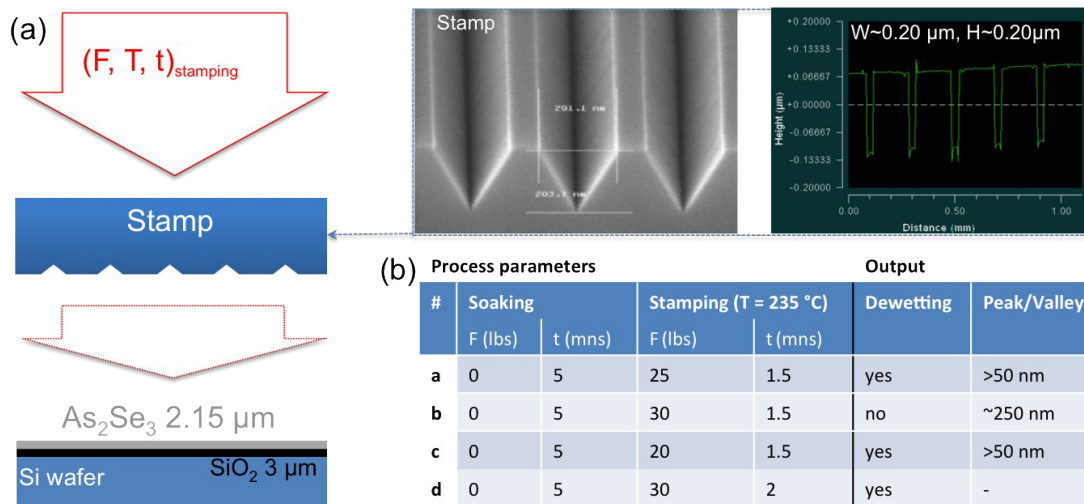 (a)
(F, T, t)stamping
Stamp
As2Se3 2.15 µm
SiO2 3 µm
Si wafer
Stamp
291.1 nm
203.7 nm
W~0.20 µm, H~0.20µm
+0.20000
+0.13333
+0.06667
+0.00000
-0.06667
-0.13333
-0.20000
Height (µm)
0.00 0.50 1.00
Distance (mm)
(b) Process parameters Output
# Soaking Stamping (T = 235 °C) Dewetting Peak/Valley
F (lbs) t (mns) F (lbs) t (mns)
a 0 5 25 1.5 yes >50 nm
b 0 5 30 1.5 no ~250 nm
c 0 5 20 1.5 yes >50 nm
d 0 5 30 2 yes -